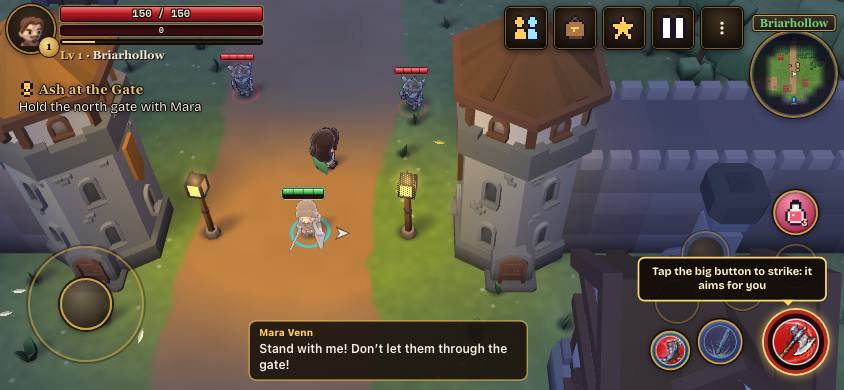 150 / 150
0
1
Lv 1 · Briarhollow
Ash at the Gate
Hold the north gate with Mara
Briarhollow
5
Tap the big button to strike: it
aims for you
Mara Venn
Stand with me! Don’t let them through the
gate!